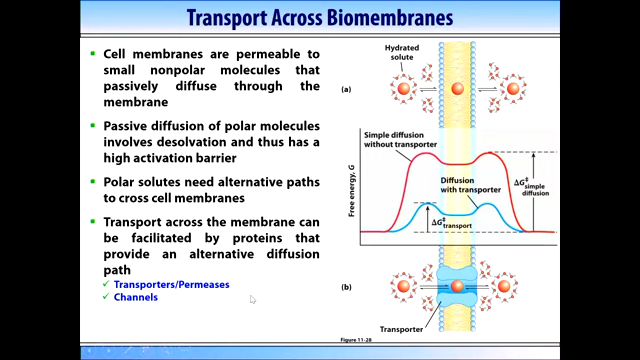 Transport Across Biomembranes
Cell membranes are permeable to
small nonpolar molecules that
passively diffuse through the
membrane
Passive diffusion of polar molecules
involves desolvation and thus has a
high activation barrier
Polar solutes need alternative paths
to cross cell membranes
Transport across the membrane can
be facilitated by proteins that
provide an alternative diffusion
path
Transporters/Permeases
Channels
Hydrated
solute
(a)
Simple diffusion
without transporter
Diffusion
with transporter
ΔG‡simple
diffusion
ΔG‡transport
Free energy, G
(b)
Transporter
Figure 11-28